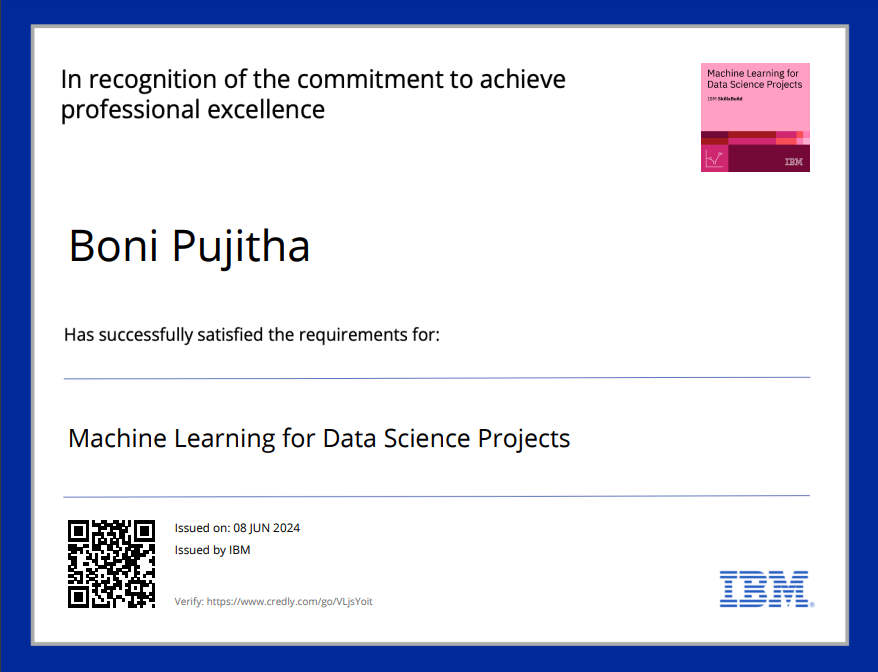 In recognition of the commitment to achieve
professional excellence
Machine Learning for
Data Science Projects
IBM SkillsBuild
IBM
Boni Pujitha
Has successfully satisfied the requirements for:
Machine Learning for Data Science Projects
Issued on: 08 JUN 2024
Issued by IBM
Verify: https://www.credly.com/go/VLjsYoit
IBM®